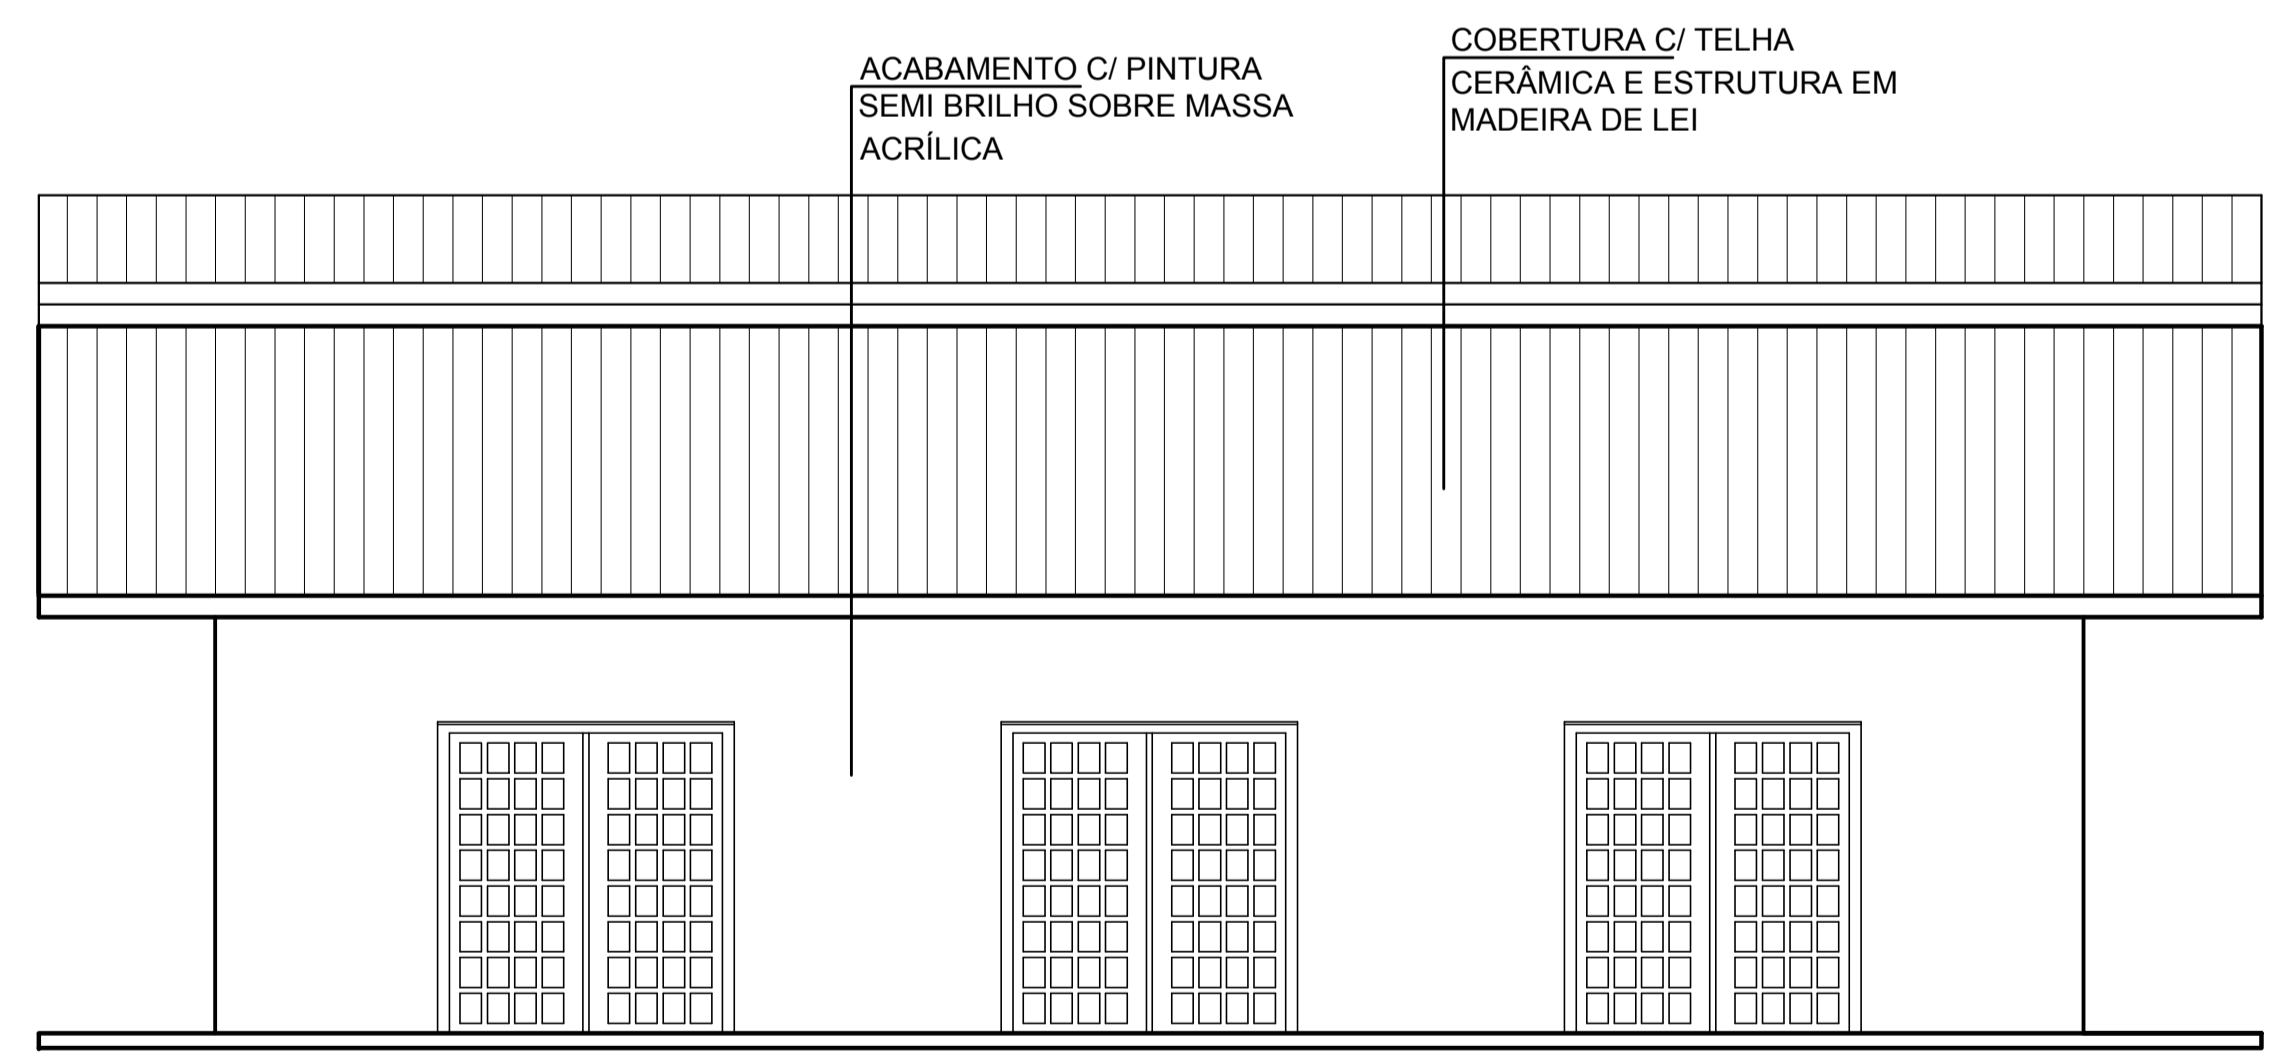 ACABAMENTO C/ PINTURA
SEMI BRILHO SOBRE MASSA
ACRÍLICA
COBERTURA C/ TELHA
CERÂMICA E ESTRUTURA EM
MADEIRA DE LEI